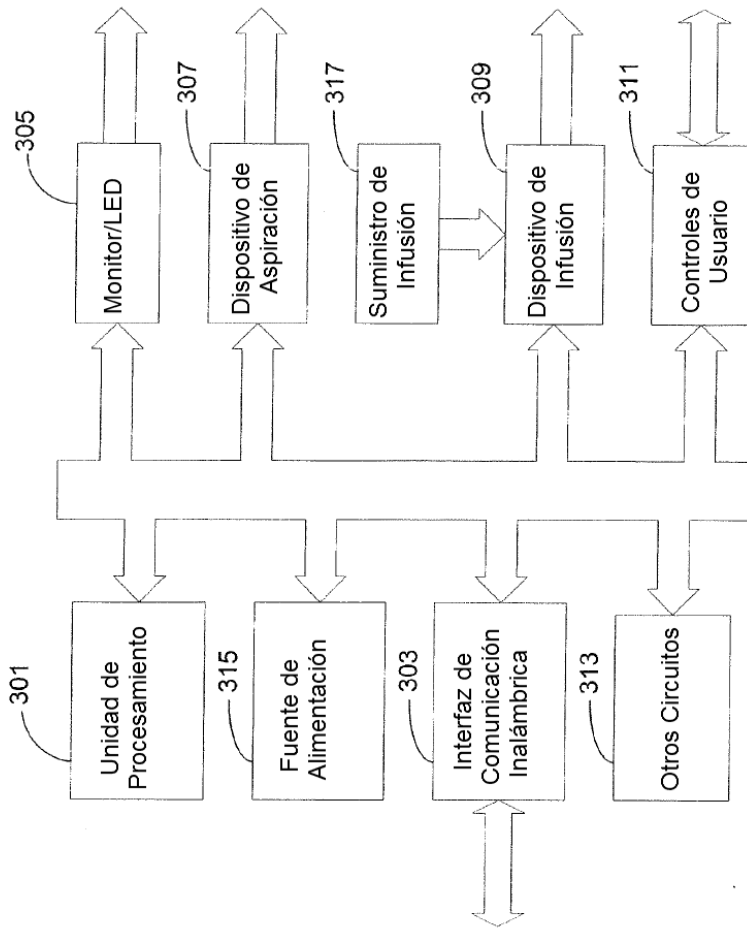 301
Unidad de
Procesamiento
315
Fuente de
Alimentación
303
Interfaz de
Comunicación
Inalámbrica
313
Otros Circuitos
305
Monitor/LED
307
Dispositivo de
Aspiración
317
Suministro de
Infusión
309
Dispositivo de
Infusión
311
Controles de
Usuario